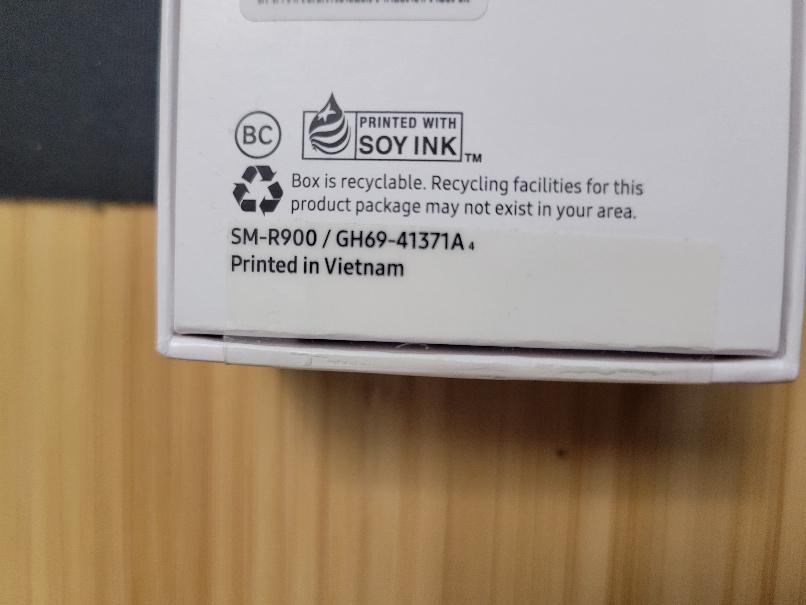 BC
PRINTED WITH
SOY INK TM
Box is recyclable. Recycling facilities for this
product package may not exist in your area.
SM-R900 / GH69-41371A 4
Printed in Vietnam